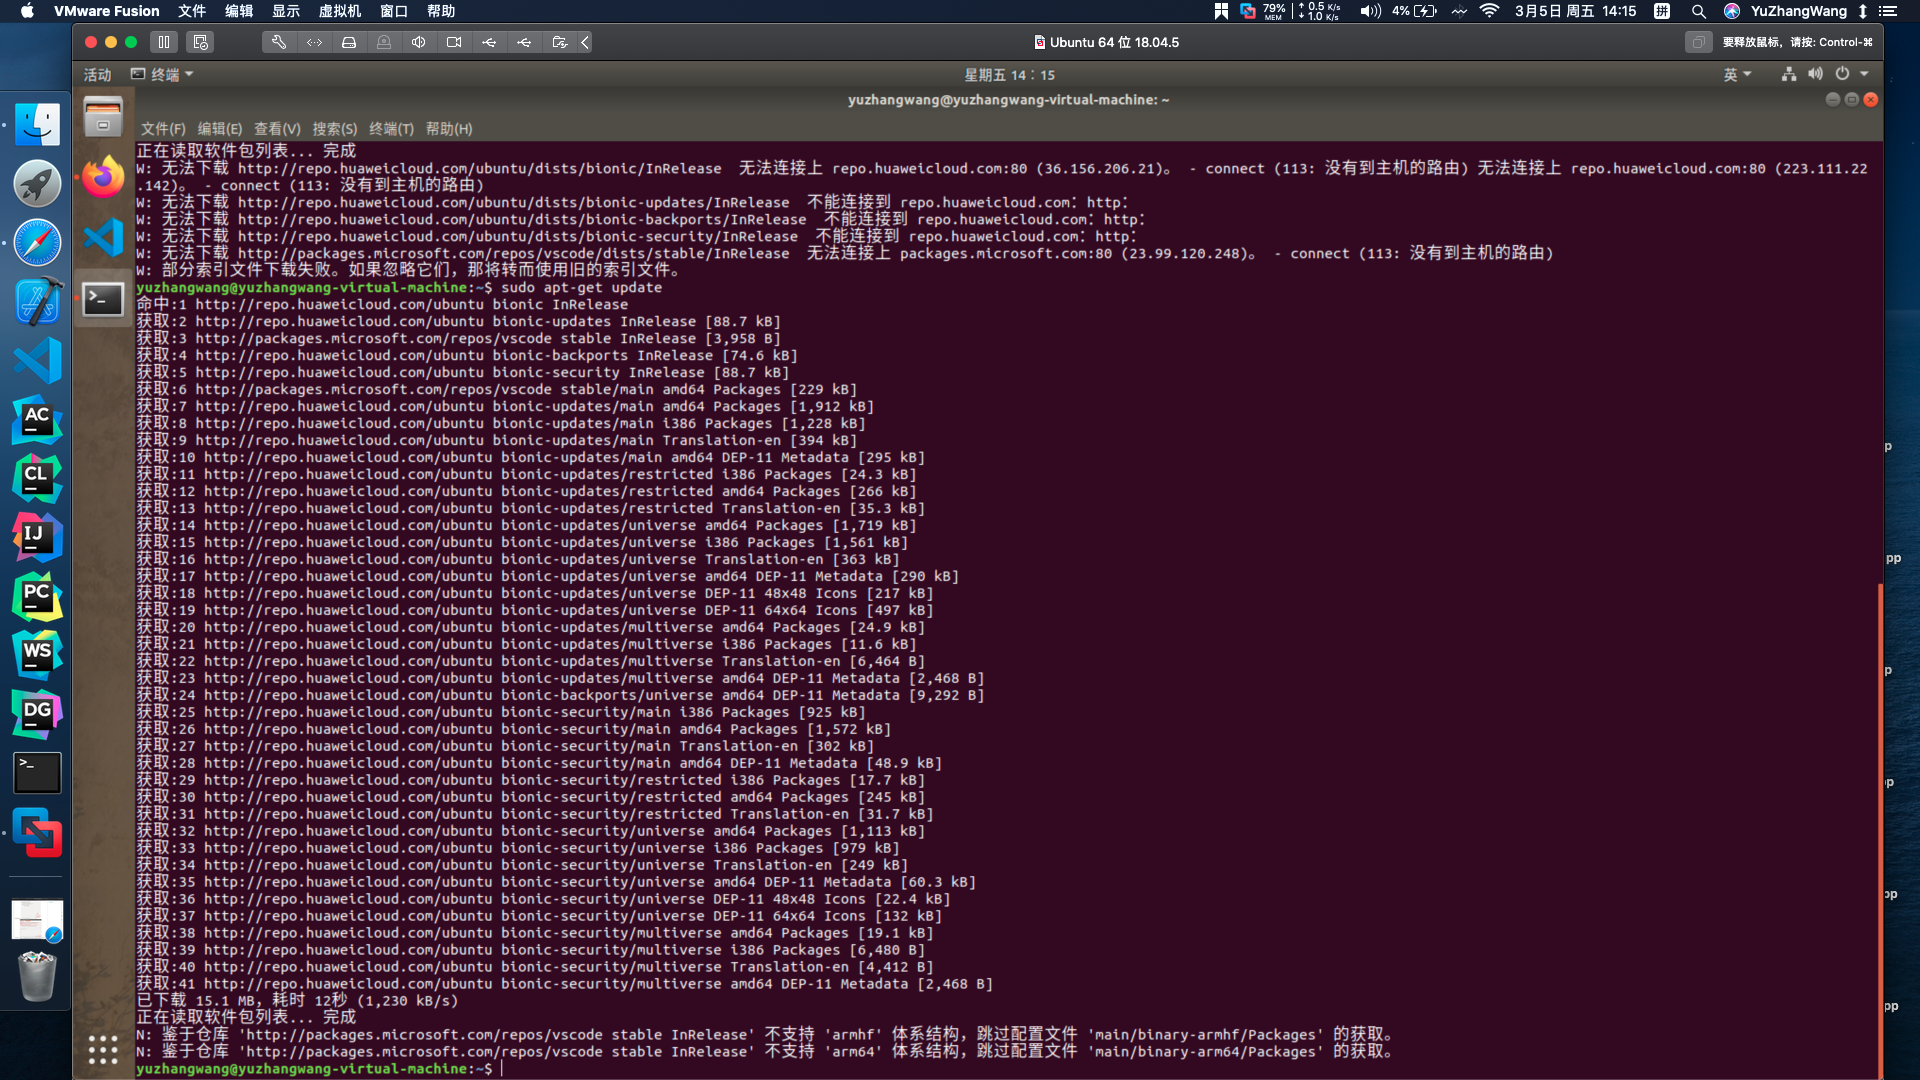 VMware Fusion 文件 编辑 显示 虚拟机 窗口 帮助 79% MEM 0.5 K/s 1.0 K/s 4% 3月5日 周五 14:15 拼 YuZhangWang
Ubuntu 64 位 18.04.5 要释放鼠标，请按: Control-⌘
活动 终端 星期五 14：15 英
yuzhangwang@yuzhangwang-virtual-machine: ~
文件(F) 编辑(E) 查看(V) 搜索(S) 终端(T) 帮助(H)
正在读取软件包列表... 完成
W: 无法下载 http://repo.huaweicloud.com/ubuntu/dists/bionic/InRelease 无法连接上 repo.huaweicloud.com:80 (36.156.206.21)。 - connect (113: 没有到主机的路由) 无法连接上 repo.huaweicloud.com:80 (223.111.22
.142)。 - connect (113: 没有到主机的路由)
W: 无法下载 http://repo.huaweicloud.com/ubuntu/dists/bionic-updates/InRelease 不能连接到 repo.huaweicloud.com：http：
W: 无法下载 http://repo.huaweicloud.com/ubuntu/dists/bionic-backports/InRelease 不能连接到 repo.huaweicloud.com：http：
W: 无法下载 http://repo.huaweicloud.com/ubuntu/dists/bionic-security/InRelease 不能连接到 repo.huaweicloud.com：http：
W: 无法下载 http://packages.microsoft.com/repos/vscode/dists/stable/InRelease 无法连接上 packages.microsoft.com:80 (23.99.120.248)。 - connect (113: 没有到主机的路由)
W: 部分索引文件下载失败。如果忽略它们，那将转而使用旧的索引文件。
yuzhangwang@yuzhangwang-virtual-machine:~$ sudo apt-get update
命中:1 http://repo.huaweicloud.com/ubuntu bionic InRelease
获取:2 http://repo.huaweicloud.com/ubuntu bionic-updates InRelease [88.7 kB]
获取:3 http://packages.microsoft.com/repos/vscode stable InRelease [3,958 B]
获取:4 http://repo.huaweicloud.com/ubuntu bionic-backports InRelease [74.6 kB]
获取:5 http://repo.huaweicloud.com/ubuntu bionic-security InRelease [88.7 kB]
获取:6 http://packages.microsoft.com/repos/vscode stable/main amd64 Packages [229 kB]
获取:7 http://repo.huaweicloud.com/ubuntu bionic-updates/main amd64 Packages [1,912 kB]
获取:8 http://repo.huaweicloud.com/ubuntu bionic-updates/main i386 Packages [1,228 kB]
获取:9 http://repo.huaweicloud.com/ubuntu bionic-updates/main Translation-en [394 kB]
获取:10 http://repo.huaweicloud.com/ubuntu bionic-updates/main amd64 DEP-11 Metadata [295 kB]
获取:11 http://repo.huaweicloud.com/ubuntu bionic-updates/restricted i386 Packages [24.3 kB]
获取:12 http://repo.huaweicloud.com/ubuntu bionic-updates/restricted amd64 Packages [266 kB]
获取:13 http://repo.huaweicloud.com/ubuntu bionic-updates/restricted Translation-en [35.3 kB]
获取:14 http://repo.huaweicloud.com/ubuntu bionic-updates/universe amd64 Packages [1,719 kB]
获取:15 http://repo.huaweicloud.com/ubuntu bionic-updates/universe i386 Packages [1,561 kB]
获取:16 http://repo.huaweicloud.com/ubuntu bionic-updates/universe Translation-en [363 kB]
获取:17 http://repo.huaweicloud.com/ubuntu bionic-updates/universe amd64 DEP-11 Metadata [290 kB]
获取:18 http://repo.huaweicloud.com/ubuntu bionic-updates/universe DEP-11 48x48 Icons [217 kB]
获取:19 http://repo.huaweicloud.com/ubuntu bionic-updates/universe DEP-11 64x64 Icons [497 kB]
获取:20 http://repo.huaweicloud.com/ubuntu bionic-updates/multiverse amd64 Packages [24.9 kB]
获取:21 http://repo.huaweicloud.com/ubuntu bionic-updates/multiverse i386 Packages [11.6 kB]
获取:22 http://repo.huaweicloud.com/ubuntu bionic-updates/multiverse Translation-en [6,464 B]
获取:23 http://repo.huaweicloud.com/ubuntu bionic-updates/multiverse amd64 DEP-11 Metadata [2,468 B]
获取:24 http://repo.huaweicloud.com/ubuntu bionic-backports/universe amd64 DEP-11 Metadata [9,292 B]
获取:25 http://repo.huaweicloud.com/ubuntu bionic-security/main i386 Packages [925 kB]
获取:26 http://repo.huaweicloud.com/ubuntu bionic-security/main amd64 Packages [1,572 kB]
获取:27 http://repo.huaweicloud.com/ubuntu bionic-security/main Translation-en [302 kB]
获取:28 http://repo.huaweicloud.com/ubuntu bionic-security/main amd64 DEP-11 Metadata [48.9 kB]
获取:29 http://repo.huaweicloud.com/ubuntu bionic-security/restricted i386 Packages [17.7 kB]
获取:30 http://repo.huaweicloud.com/ubuntu bionic-security/restricted amd64 Packages [245 kB]
获取:31 http://repo.huaweicloud.com/ubuntu bionic-security/restricted Translation-en [31.7 kB]
获取:32 http://repo.huaweicloud.com/ubuntu bionic-security/universe amd64 Packages [1,113 kB]
获取:33 http://repo.huaweicloud.com/ubuntu bionic-security/universe i386 Packages [979 kB]
获取:34 http://repo.huaweicloud.com/ubuntu bionic-security/universe Translation-en [249 kB]
获取:35 http://repo.huaweicloud.com/ubuntu bionic-security/universe amd64 DEP-11 Metadata [60.3 kB]
获取:36 http://repo.huaweicloud.com/ubuntu bionic-security/universe DEP-11 48x48 Icons [22.4 kB]
获取:37 http://repo.huaweicloud.com/ubuntu bionic-security/universe DEP-11 64x64 Icons [132 kB]
获取:38 http://repo.huaweicloud.com/ubuntu bionic-security/multiverse amd64 Packages [19.1 kB]
获取:39 http://repo.huaweicloud.com/ubuntu bionic-security/multiverse i386 Packages [6,480 B]
获取:40 http://repo.huaweicloud.com/ubuntu bionic-security/multiverse Translation-en [4,412 B]
获取:41 http://repo.huaweicloud.com/ubuntu bionic-security/multiverse amd64 DEP-11 Metadata [2,468 B]
已下载 15.1 MB，耗时 12秒 (1,230 kB/s)
正在读取软件包列表... 完成
N: 鉴于仓库 'http://packages.microsoft.com/repos/vscode stable InRelease' 不支持 'armhf' 体系结构，跳过配置文件 'main/binary-armhf/Packages' 的获取。
N: 鉴于仓库 'http://packages.microsoft.com/repos/vscode stable InRelease' 不支持 'arm64' 体系结构，跳过配置文件 'main/binary-arm64/Packages' 的获取。
yuzhangwang@yuzhangwang-virtual-machine:~$
AC
CL
IJ
PC
WS
DG